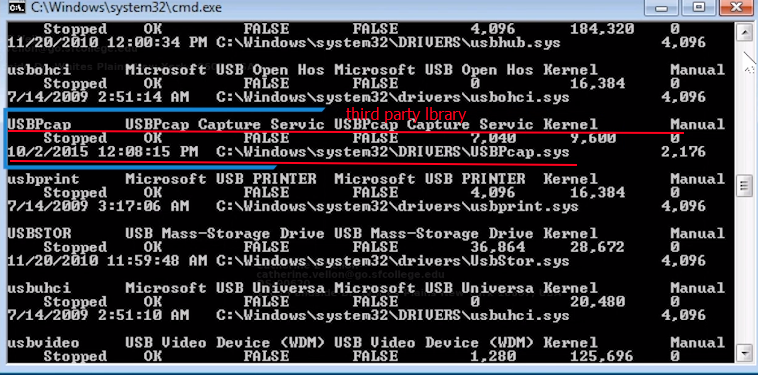 C:\Windows\system32\cmd.exe
Stopped OK FALSE FALSE 4,096 184,320 0
11/20/2010 12:00:34 PM C:\Windows\system32\DRIVERS\usbhub.sys 4,096
usbohci Microsoft USB Open Hos Microsoft USB Open Hos Kernel Manual
Stopped OK FALSE FALSE 0 16,384 0
7/14/2009 2:51:14 AM C:\Windows\system32\drivers\usbohci.sys 4,096
third party lbrary
USBPcap USBPcap Capture Servic USBPcap Capture Servic Kernel Manual
Stopped OK FALSE FALSE 7,040 9,600 0
10/2/2015 12:08:15 PM C:\Windows\system32\DRIVERS\USBPcap.sys 2,176
usbprint Microsoft USB PRINTER Microsoft USB PRINTER Kernel Manual
Stopped OK FALSE FALSE 4,096 16,384 0
7/14/2009 3:17:06 AM C:\Windows\system32\drivers\usbprint.sys 4,096
USBSTOR USB Mass-Storage Drive USB Mass-Storage Drive Kernel Manual
Stopped OK FALSE FALSE 36,864 28,672 0
11/20/2010 11:59:48 AM C:\Windows\system32\drivers\UsbStor.sys 4,096
catherine.vellon@go.sfcollege.edu
usbuhci Microsoft USB Universa Microsoft USB Universa Kernel Manual
Stopped OK FALSE FALSE 0 20,480 0
7/14/2009 2:51:10 AM C:\Windows\system32\drivers\usbuhci.sys 4,096
usbvideo USB Video Device (WDM) USB Video Device (WDM) Kernel Manual
Stopped OK FALSE FALSE 1,280 125,696 0